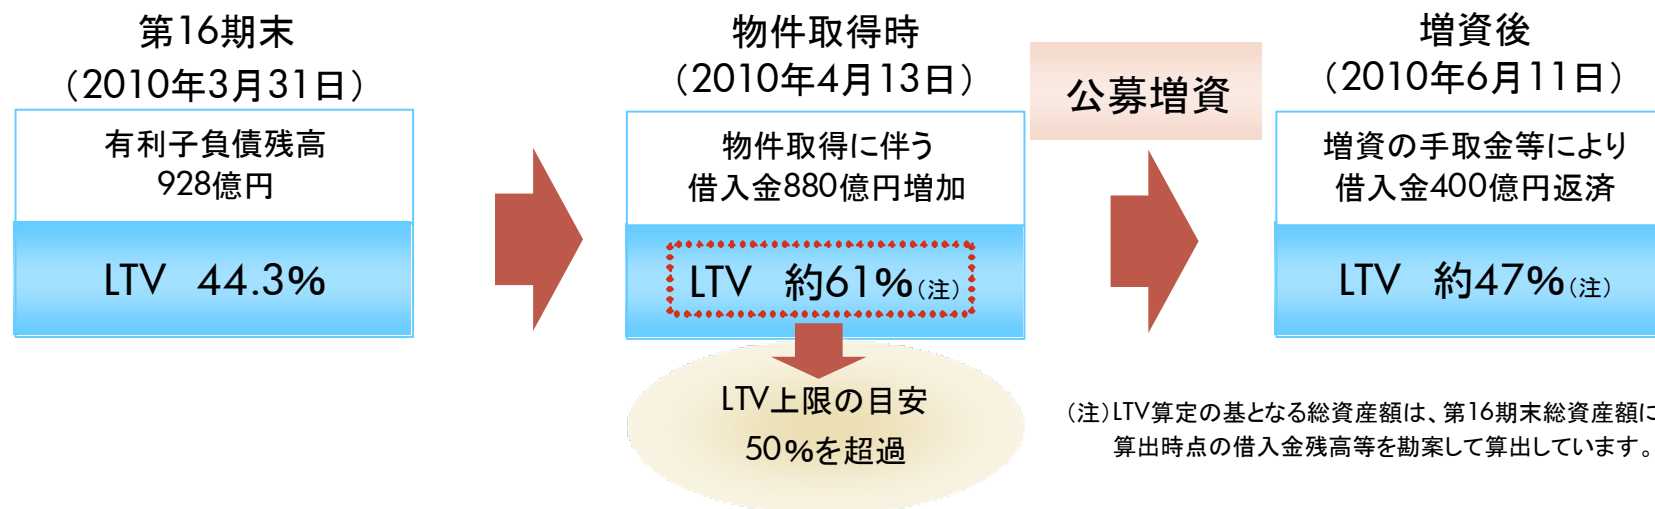 第16期末
（2010年3月31日）
有利子負債残高
928億円
LTV 44.3%
物件取得時
（2010年4月13日）
物件取得に伴う
借入金880億円増加
LTV 約61%（注）
LTV上限の目安
50%を超過
公募増資
増資後
（2010年6月11日）
増資の手取金等により
借入金400億円返済
LTV 約47%（注）
（注）LTV算定の基となる総資産額は、第16期末総資産額に
算出時点の借入金残高等を勘案して算出しています。